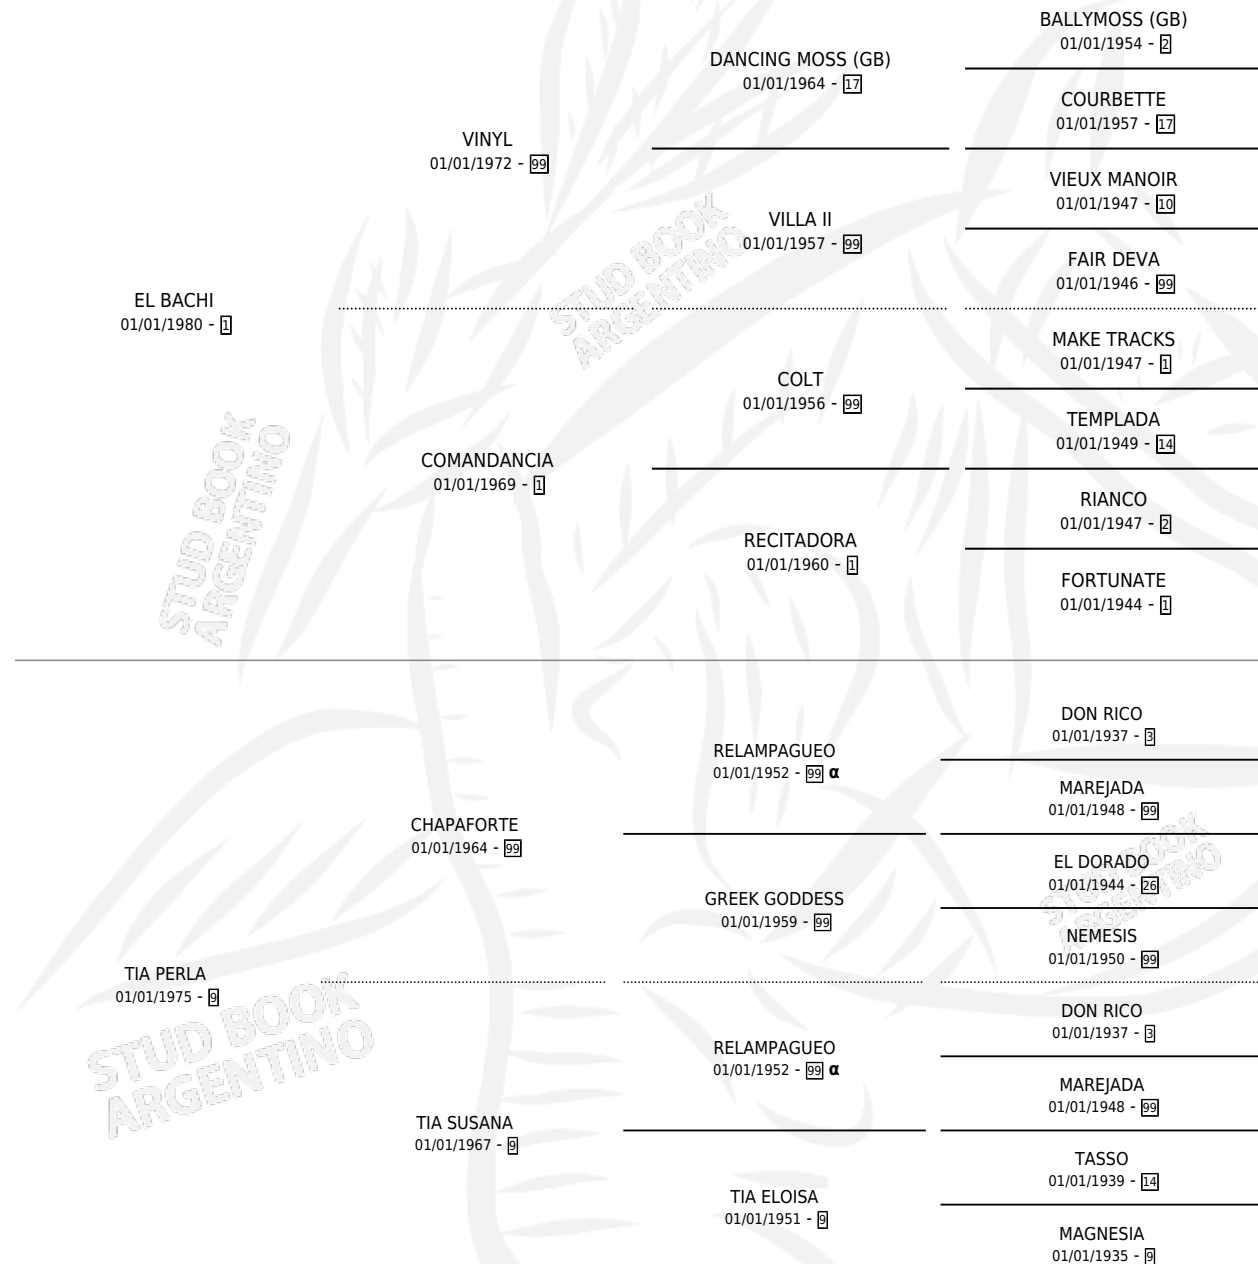 BALLYMOSS (GB)
01/01/1954 - 2
DANCING MOSS (GB)
01/01/1964 - 17
COURBETTE
01/01/1957 - 17
VINYL
01/01/1972 - 99
VIEUX MANOIR
01/01/1947 - 10
VILLA II
01/01/1957 - 99
FAIR DEVA
01/01/1946 - 99
EL BACHI
01/01/1980 - 1
MAKE TRACKS
01/01/1947 - 1
COLT
01/01/1956 - 99
TEMPLADA
01/01/1949 - 14
COMANDANCIA
01/01/1969 - 1
RIANCO
01/01/1947 - 2
RECITADORA
01/01/1960 - 1
FORTUNATE
01/01/1944 - 1
STUD BOOK
ARGENTINO
STUD BOOK
ARGENTINO
DON RICO
01/01/1937 - 3
RELAMPAGUEO
01/01/1952 - 99 α
MAREJADA
01/01/1948 - 99
CHAPAFORTE
01/01/1964 - 99
EL DORADO
01/01/1944 - 26
GREEK GODDESS
01/01/1959 - 99
NEMESIS
01/01/1950 - 99
STUD BOOK
ARGENTINO
TIA PERLA
01/01/1975 - 9
DON RICO
01/01/1937 - 3
RELAMPAGUEO
01/01/1952 - 99 α
MAREJADA
01/01/1948 - 99
STUD BOOK
ARGENTINO
TIA SUSANA
01/01/1967 - 9
TASSO
01/01/1939 - 14
TIA ELOISA
01/01/1951 - 9
MAGNESIA
01/01/1935 - 9